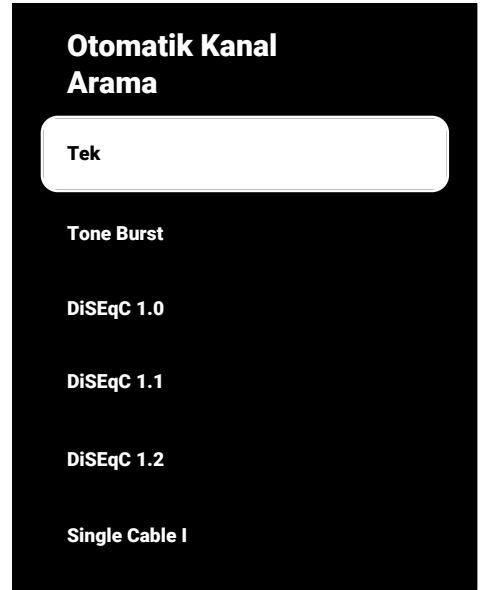 Otomatik Kanal
Arama
Tek
Tone Burst
DiSEqC 1.0
DiSEqC 1.1
DiSEqC 1.2
Single Cable I